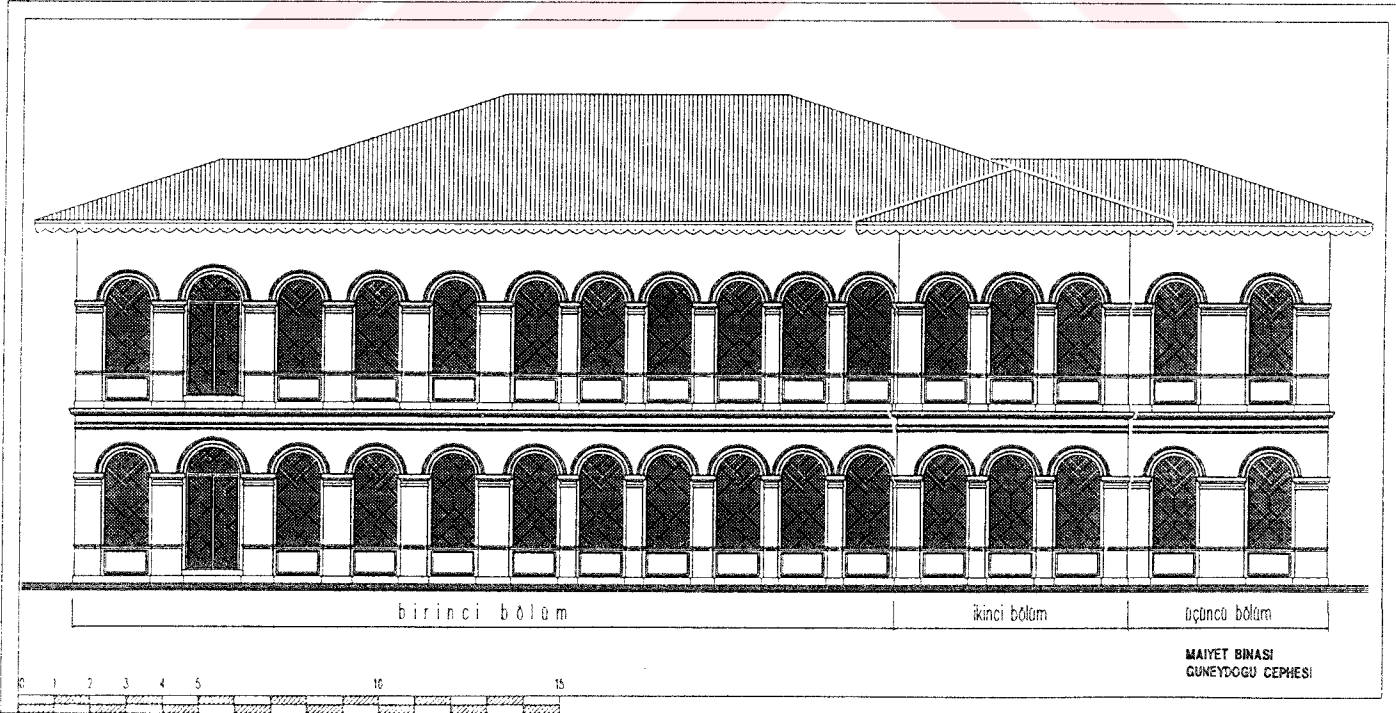 birinci bölüm ikinci bölüm üçüncü bölüm
MAIYET BINASI
GUNEYDOGU CEPHESI
0 1 2 3 4 5 10 15